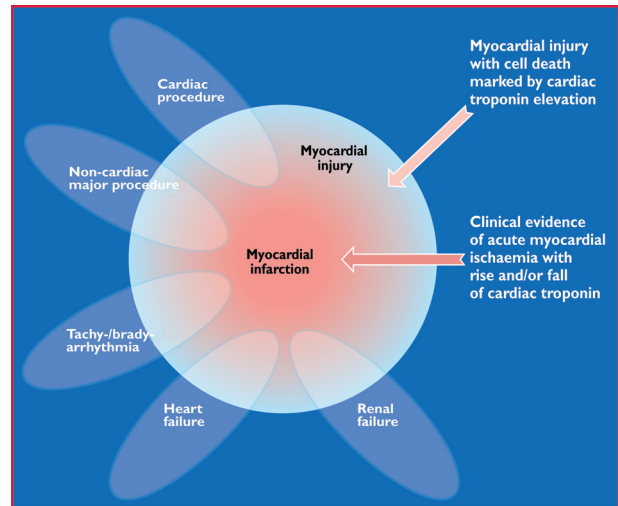 Cardiac
procedure
Myocardial injury
with cell death
marked by cardiac
troponin elevation
Myocardial
injury
Non-cardiac
major procedure
Myocardial
infarction
Clinical evidence
of acute myocardial
ischaemia with
rise and/or fall
of cardiac troponin
Tachy-/brady-
arrhythmia
Heart
failure
Renal
failure